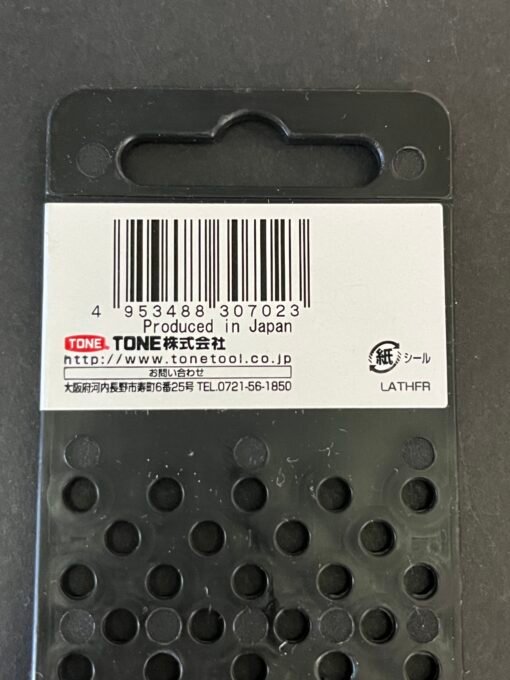 4 953488 307023
Produced in Japan
TONE TONE株式会社
http://www.tonetool.co.jp
お問い合わせ
大阪府河内長野市寿町6番25号 TEL.0721-56-1850
紙 シール
LATHFR